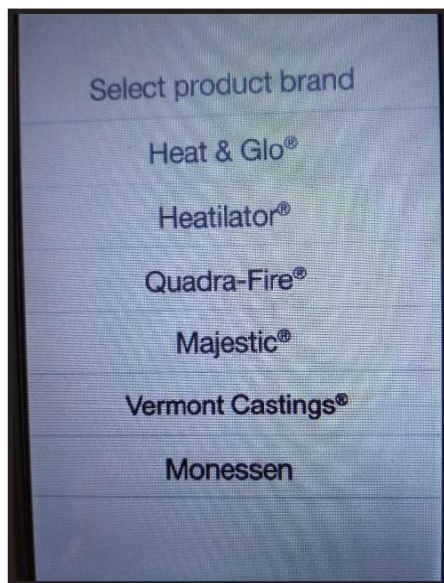 Select product brand
Heat & Glo®
Heatilator®
Quadra-Fire®
Majestic®
Vermont Castings®
Monessen